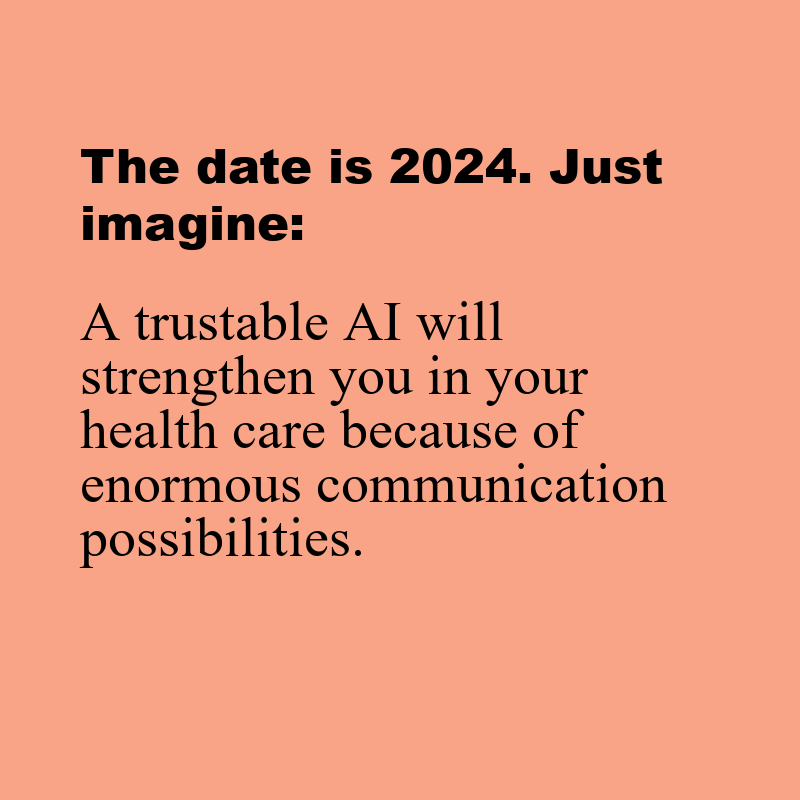 The date is 2024. Just
imagine:
A trustable AI will
strengthen you in your
health care because of
enormous communication
possibilities.